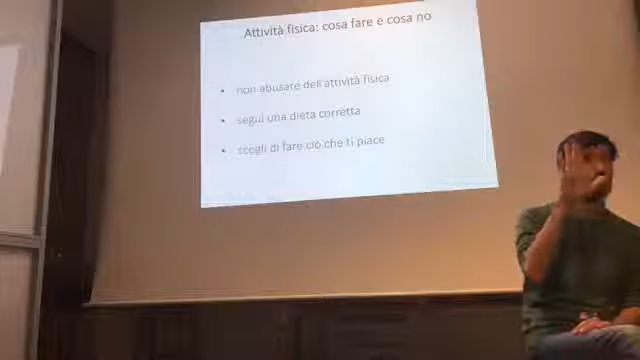 Attività fisica: cosa fare e cosa no
non abusare dell'attività fisica
segui una dieta corretta
scegli di fare ciò che ti piace